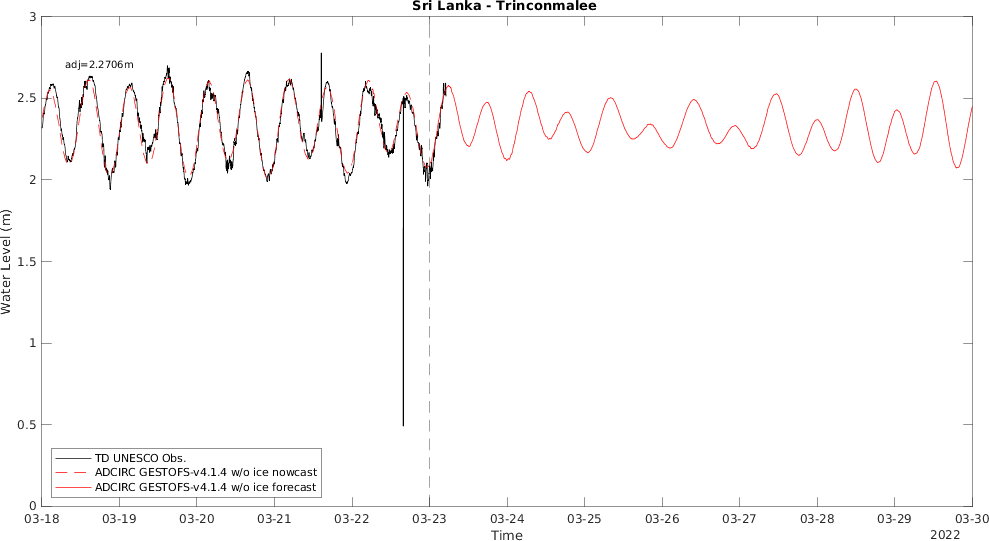 Sri Lanka - Trinconmalee
3
adj=2.2706m
2.5
2
1.5
1
0.5
0
Water Level (m)
TD UNESCO Obs.
ADCIRC GESTOFS-v4.1.4 w/o ice nowcast
ADCIRC GESTOFS-v4.1.4 w/o ice forecast
03-18 03-19 03-20 03-21 03-22 03-23 03-24 03-25 03-26 03-27 03-28 03-29 03-30
Time
2022